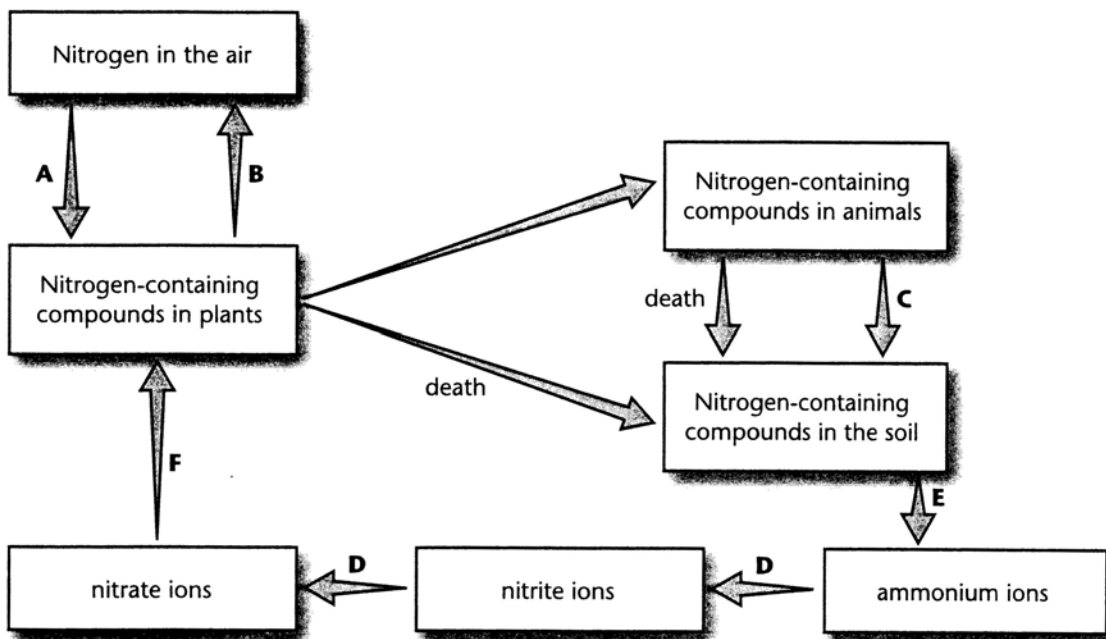 Nitrogen in the air
A
B
Nitrogen-containing
compounds in animals
Nitrogen-containing
compounds in plants
death
C
death
Nitrogen-containing
compounds in the soil
F
E
D
D
nitrate ions
nitrite ions
ammonium ions